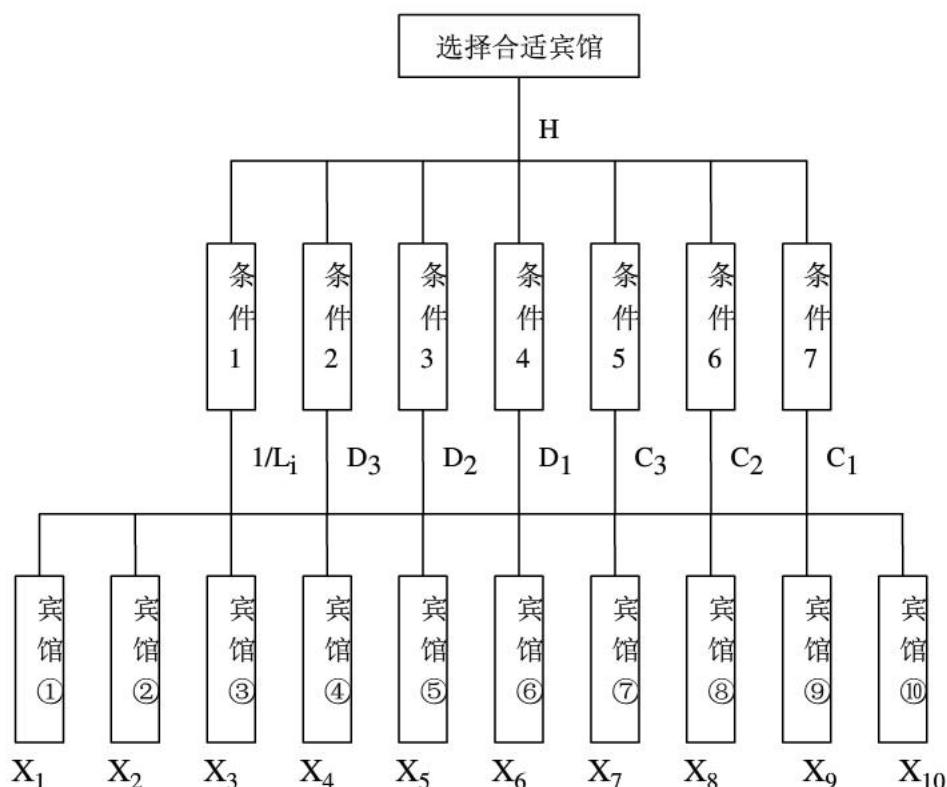 选择合适宾馆
H
条件1 条件2 条件3 条件4 条件5 条件6 条件7
1/Lᵢ D₃ D₂ D₁ C₃ C₂ C₁
宾馆① 宾馆② 宾馆③ 宾馆④ 宾馆⑤ 宾馆⑥ 宾馆⑦ 宾馆⑧ 宾馆⑨ 宾馆⑩
X₁ X₂ X₃ X₄ X₅ X₆ X₇ X₈ X₉ X₁₀